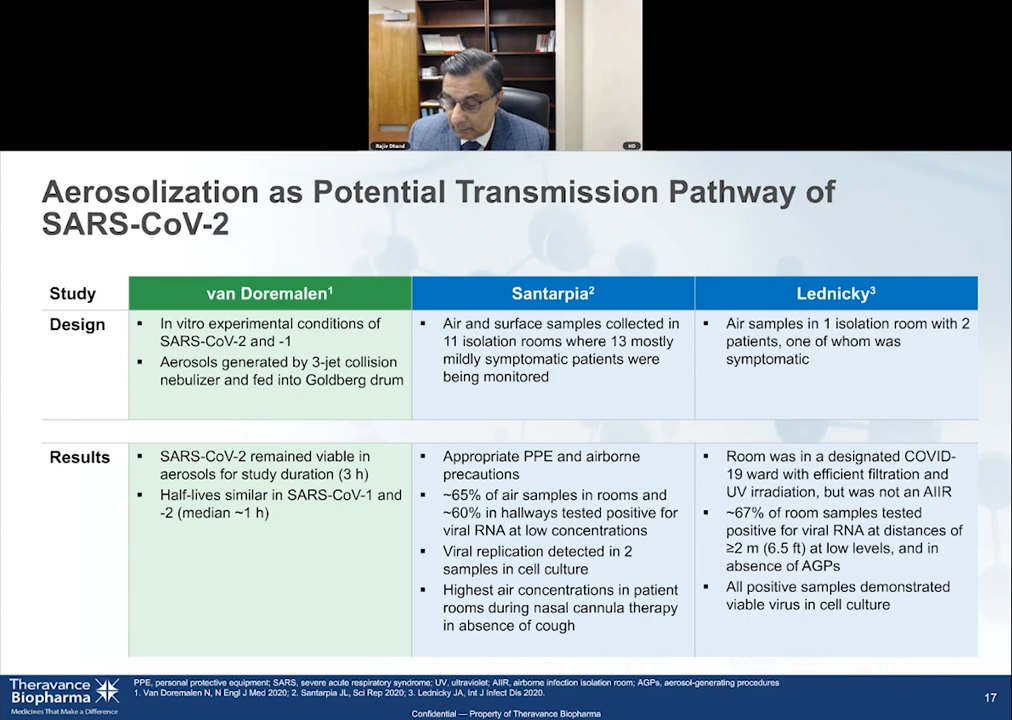 Rajiv Dhand
HD
Aerosolization as Potential Transmission Pathway of
SARS-CoV-2
Study
van Doremalen1
Santarpia2
Lednicky3
Design
▪ In vitro experimental conditions of
SARS-CoV-2 and -1
▪ Aerosols generated by 3-jet collision
nebulizer and fed into Goldberg drum
▪ Air and surface samples collected in
11 isolation rooms where 13 mostly
mildly symptomatic patients were
being monitored
▪ Air samples in 1 isolation room with 2
patients, one of whom was
symptomatic
Results
▪ SARS-CoV-2 remained viable in
aerosols for study duration (3 h)
▪ Half-lives similar in SARS-CoV-1 and
-2 (median ~1 h)
▪ Appropriate PPE and airborne
precautions
▪ ~65% of air samples in rooms and
~60% in hallways tested positive for
viral RNA at low concentrations
▪ Viral replication detected in 2
samples in cell culture
▪ Highest air concentrations in patient
rooms during nasal cannula therapy
in absence of cough
▪ Room was in a designated COVID-
19 ward with efficient filtration and
UV irradiation, but was not an AIIR
▪ ~67% of room samples tested
positive for viral RNA at distances of
≥2 m (6.5 ft) at low levels, and in
absence of AGPs
▪ All positive samples demonstrated
viable virus in cell culture
Theravance
Biopharma
Medicines That Make a Difference
PPE, personal protective equipment; SARS, severe acute respiratory syndrome; UV, ultraviolet; AIIR, airborne infection isolation room; AGPs, aerosol-generating procedures
1. Van Doremalen N, N Engl J Med 2020; 2. Santarpia JL, Sci Rep 2020; 3. Lednicky JA, Int J Infect Dis 2020.
Confidential — Property of Theravance Biopharma
17